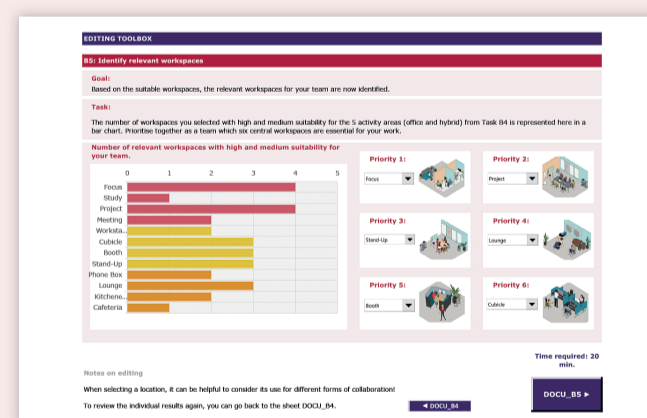 EDITING TOOLBOX
B5: Identify relevant workspaces
Goal:
Based on the suitable workspaces, the relevant workspaces for your team are now identified.
Task:
The number of workspaces you selected with high and medium suitability for the 5 activity areas (office and hybrid) from Task B4 is represented here in a
bar chart. Prioritise together as a team which six central workspaces are essential for your work.
Number of relevant workspaces with high and medium suitability for
your team.
0 1 2 3 4 5
Focus
Study
Project
Meeting
Worksta...
Cubicle
Booth
Stand-Up
Phone Box
Lounge
Kitchene...
Cafeteria
Priority 1:
Focus
Priority 2:
Project
Priority 3:
Stand-Up
Priority 4:
Lounge
Priority 5:
Booth
Priority 6:
Cubicle
Time required: 20
min.
Notes on editing
When selecting a location, it can be helpful to consider its use for different forms of collaboration!
To review the individual results again, you can go back to the sheet DOCU_B4.
◄ DOCU_B4
DOCU_B5 ►